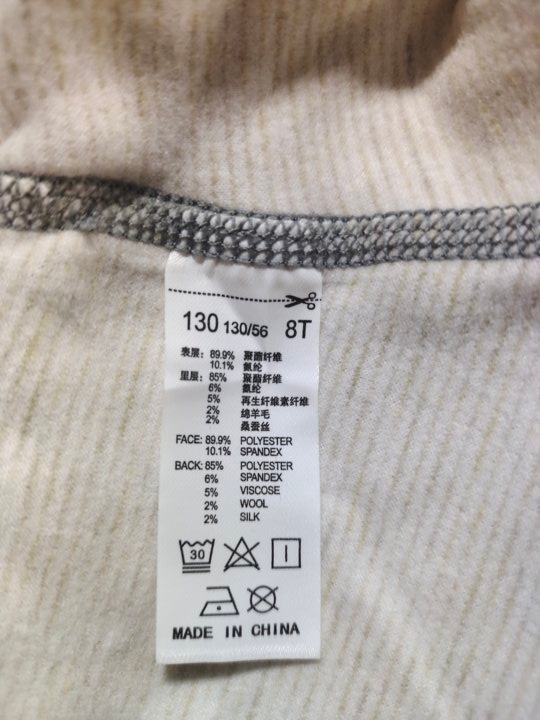 130 130/56 8T
表层: 89.9% 聚酯纤维
10.1% 氨纶
里层: 85% 聚酯纤维
6% 氨纶
5% 再生纤维素纤维
2% 绵羊毛
2% 桑蚕丝
FACE: 89.9% POLYESTER
10.1% SPANDEX
BACK: 85% POLYESTER
6% SPANDEX
5% VISCOSE
2% WOOL
2% SILK
30
MADE IN CHINA